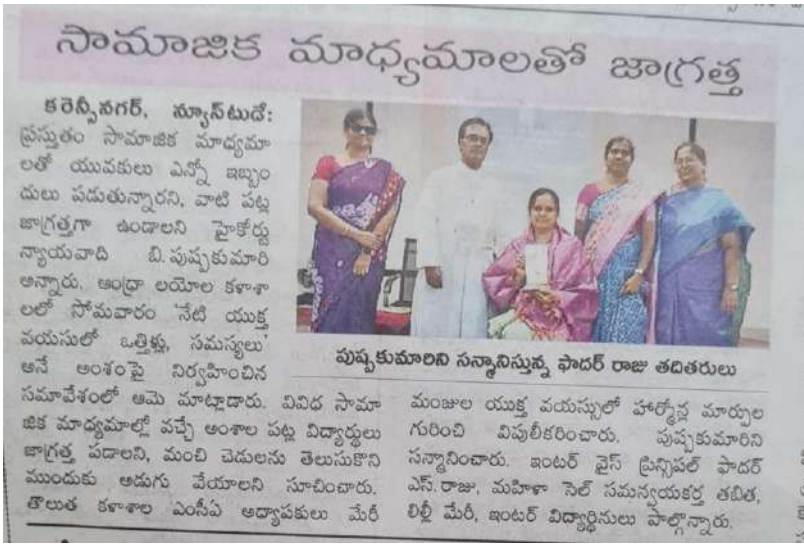 సామాజిక మాధ్యమాలతో జాగ్రత్త
కరెన్సీనగర్, న్యూస్‌టుడే:
ప్రస్తుతం సామాజిక మాధ్యమా
లతో యువకులు ఎన్నో ఇబ్బం
దులు పడుతున్నారని, వాటి పట్ల
జాగ్రత్తగా ఉండాలని హైకోర్టు
న్యాయవాది బి.పుష్పకుమారి
అన్నారు. ఆంధ్రా లయోల కళాశా
లలో సోమవారం 'నేటి యుక్త
వయసులో ఒత్తిళ్లు, సమస్యలు'
అనే అంశంపై నిర్వహించిన
సమావేశంలో ఆమె మాట్లాడారు. వివిధ సామా
జిక మాధ్యమాల్లో వచ్చే అంశాల పట్ల విద్యార్థులు
జాగ్రత్త పడాలని, మంచి చెడులను తెలుసుకొని
ముందుకు అడుగు వేయాలని సూచించారు.
తొలుత కళాశాల ఎంసీఏ అధ్యాపకులు మేరీ
పుష్పకుమారిని సన్మానిస్తున్న ఫాదర్ రాజు తదితరులు
మంజుల యుక్త వయస్సులో హార్మోన్ల మార్పుల
గురించి విపులీకరించారు. పుష్పకుమారిని
సన్మానించారు. ఇంటర్ వైస్ ప్రిన్సిపల్ ఫాదర్
ఎస్.రాజు, మహిళా సెల్ సమన్వయకర్త తబిత,
లిల్లీ మేరీ, ఇంటర్ విద్యార్థినులు పాల్గొన్నారు.